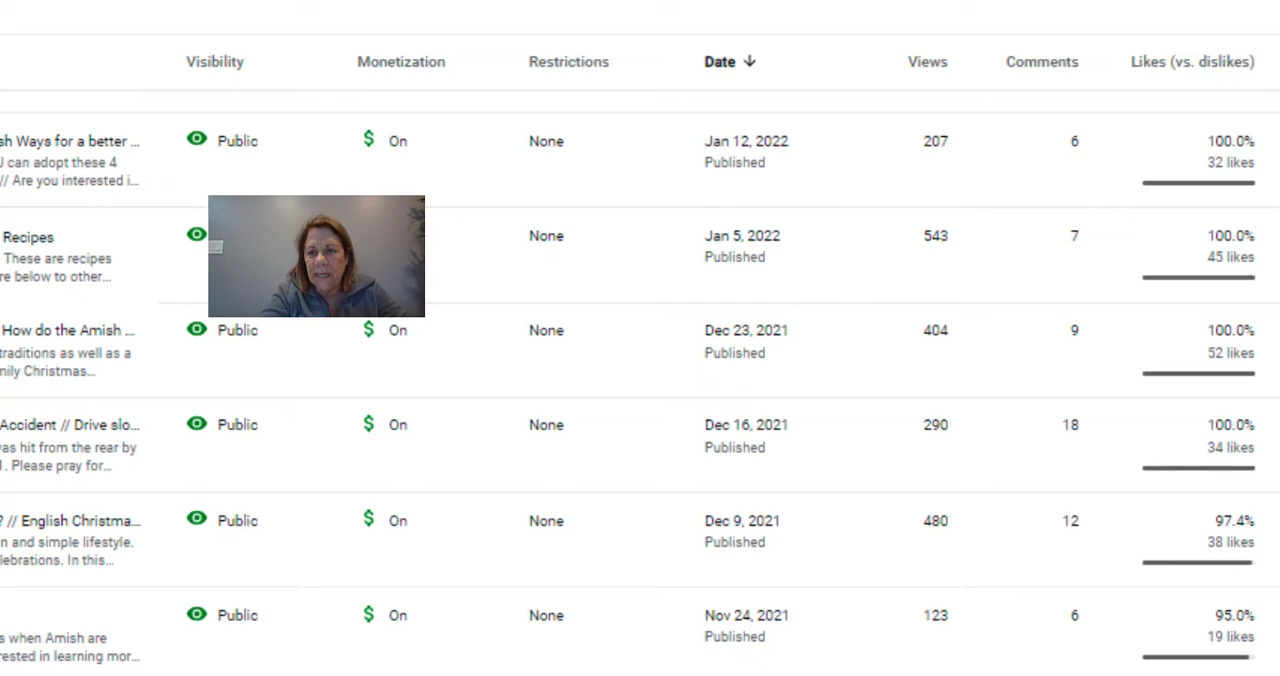 Visibility Monetization Restrictions Date Views Comments Likes (vs. dislikes)
sh Ways for a better ... Public $ On None Jan 12, 2022 207 6 100.0%
J can adopt these 4 Published 32 likes
// Are you interested i...
Recipes None Jan 5, 2022 543 7 100.0%
These are recipes Published 45 likes
re below to other...
How do the Amish ... Public $ On None Dec 23, 2021 404 9 100.0%
traditions as well as a Published 52 likes
mily Christmas...
Accident // Drive slo... Public $ On None Dec 16, 2021 290 18 100.0%
was hit from the rear by Published 34 likes
1. Please pray for...
? // English Christma... Public $ On None Dec 9, 2021 480 12 97.4%
n and simple lifestyle. Published 38 likes
lebrations. In this...
Public $ On None Nov 24, 2021 123 6 95.0%
s when Amish are Published 19 likes
rested in learning mor...